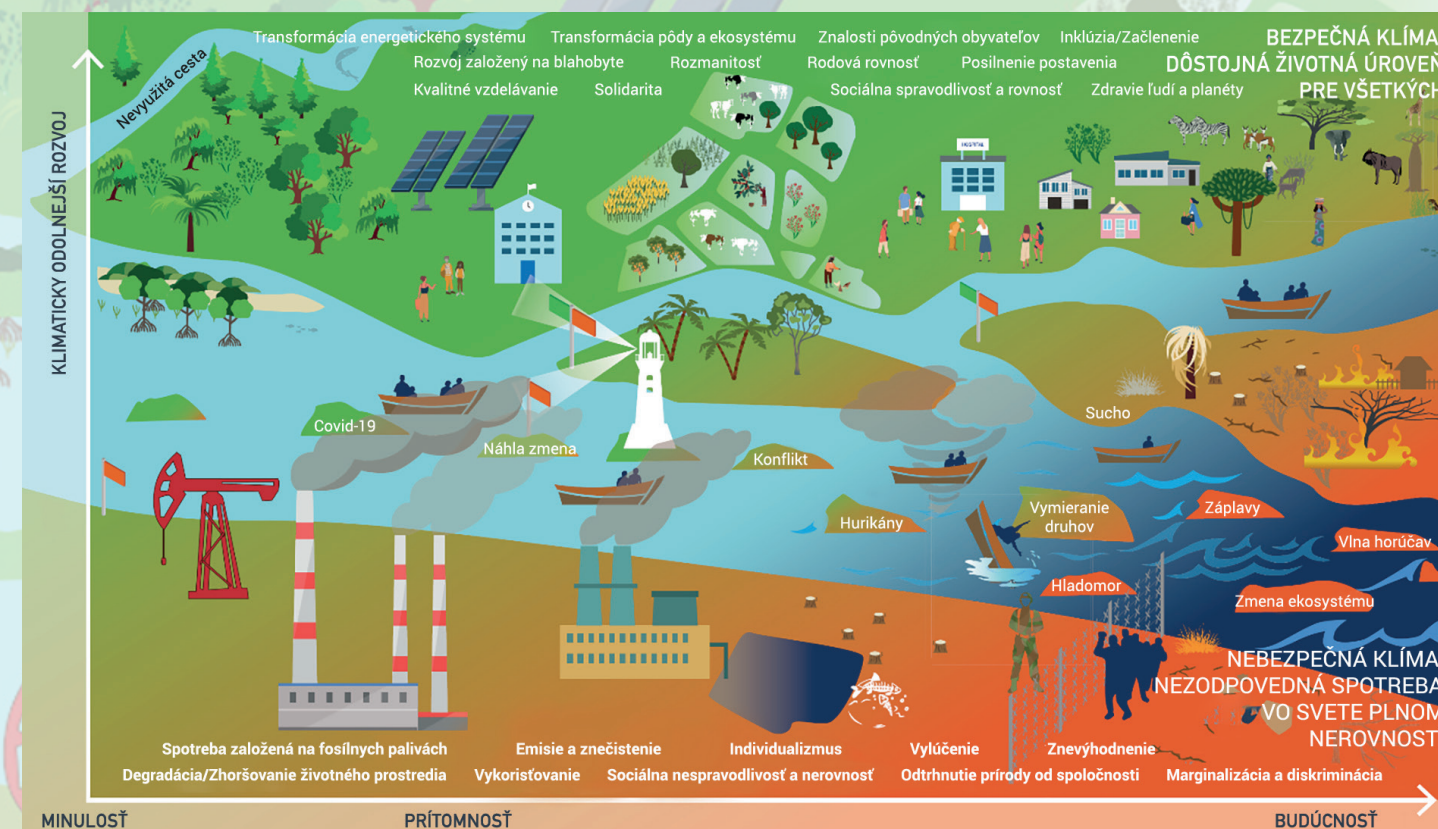 Transformácia energetického systému Transformácia pôdy a ekosystému Znalosti pôvodných obyvateľov Inklúzia/Začlenenie
Rozvoj založený na blahobyte Rozmanitosť Rodová rovnosť Posilnenie postavenia
Kvalitné vzdelávanie Solidarita Sociálna spravodlivosť a rovnosť Zdravie ľudí a planéty
BEZPEČNÁ KLÍMA
DÔSTOJNÁ ŽIVOTNÁ ÚROVEŇ
PRE VŠETKÝCH
Nevyužitá cesta
KLIMATICKY ODOLNEJŠÍ ROZVOJ
HOSPITAL
Covid-19
Náhla zmena
Konflikt
Sucho
Hurikány
Vymieranie
druhov
Záplavy
Vlna horúčav
Hladomor
Zmena ekosystému
NEBEZPEČNÁ KLÍMA
NEZODPOVEDNÁ SPOTREBA
VO SVETE PLNOM
NEROVNOST
Spotreba založená na fosílnych palivách Emisie a znečistenie Individualizmus Vylúčenie Znevýhodnenie
Degradácia/Zhoršovanie životného prostredia Vykorisťovanie Sociálna nespravodlivosť a nerovnosť Odtrhnutie prírody od spoločnosti Marginalizácia a diskriminácia
MINULOSŤ PRÍTOMNOSŤ BUDÚCNOSŤ